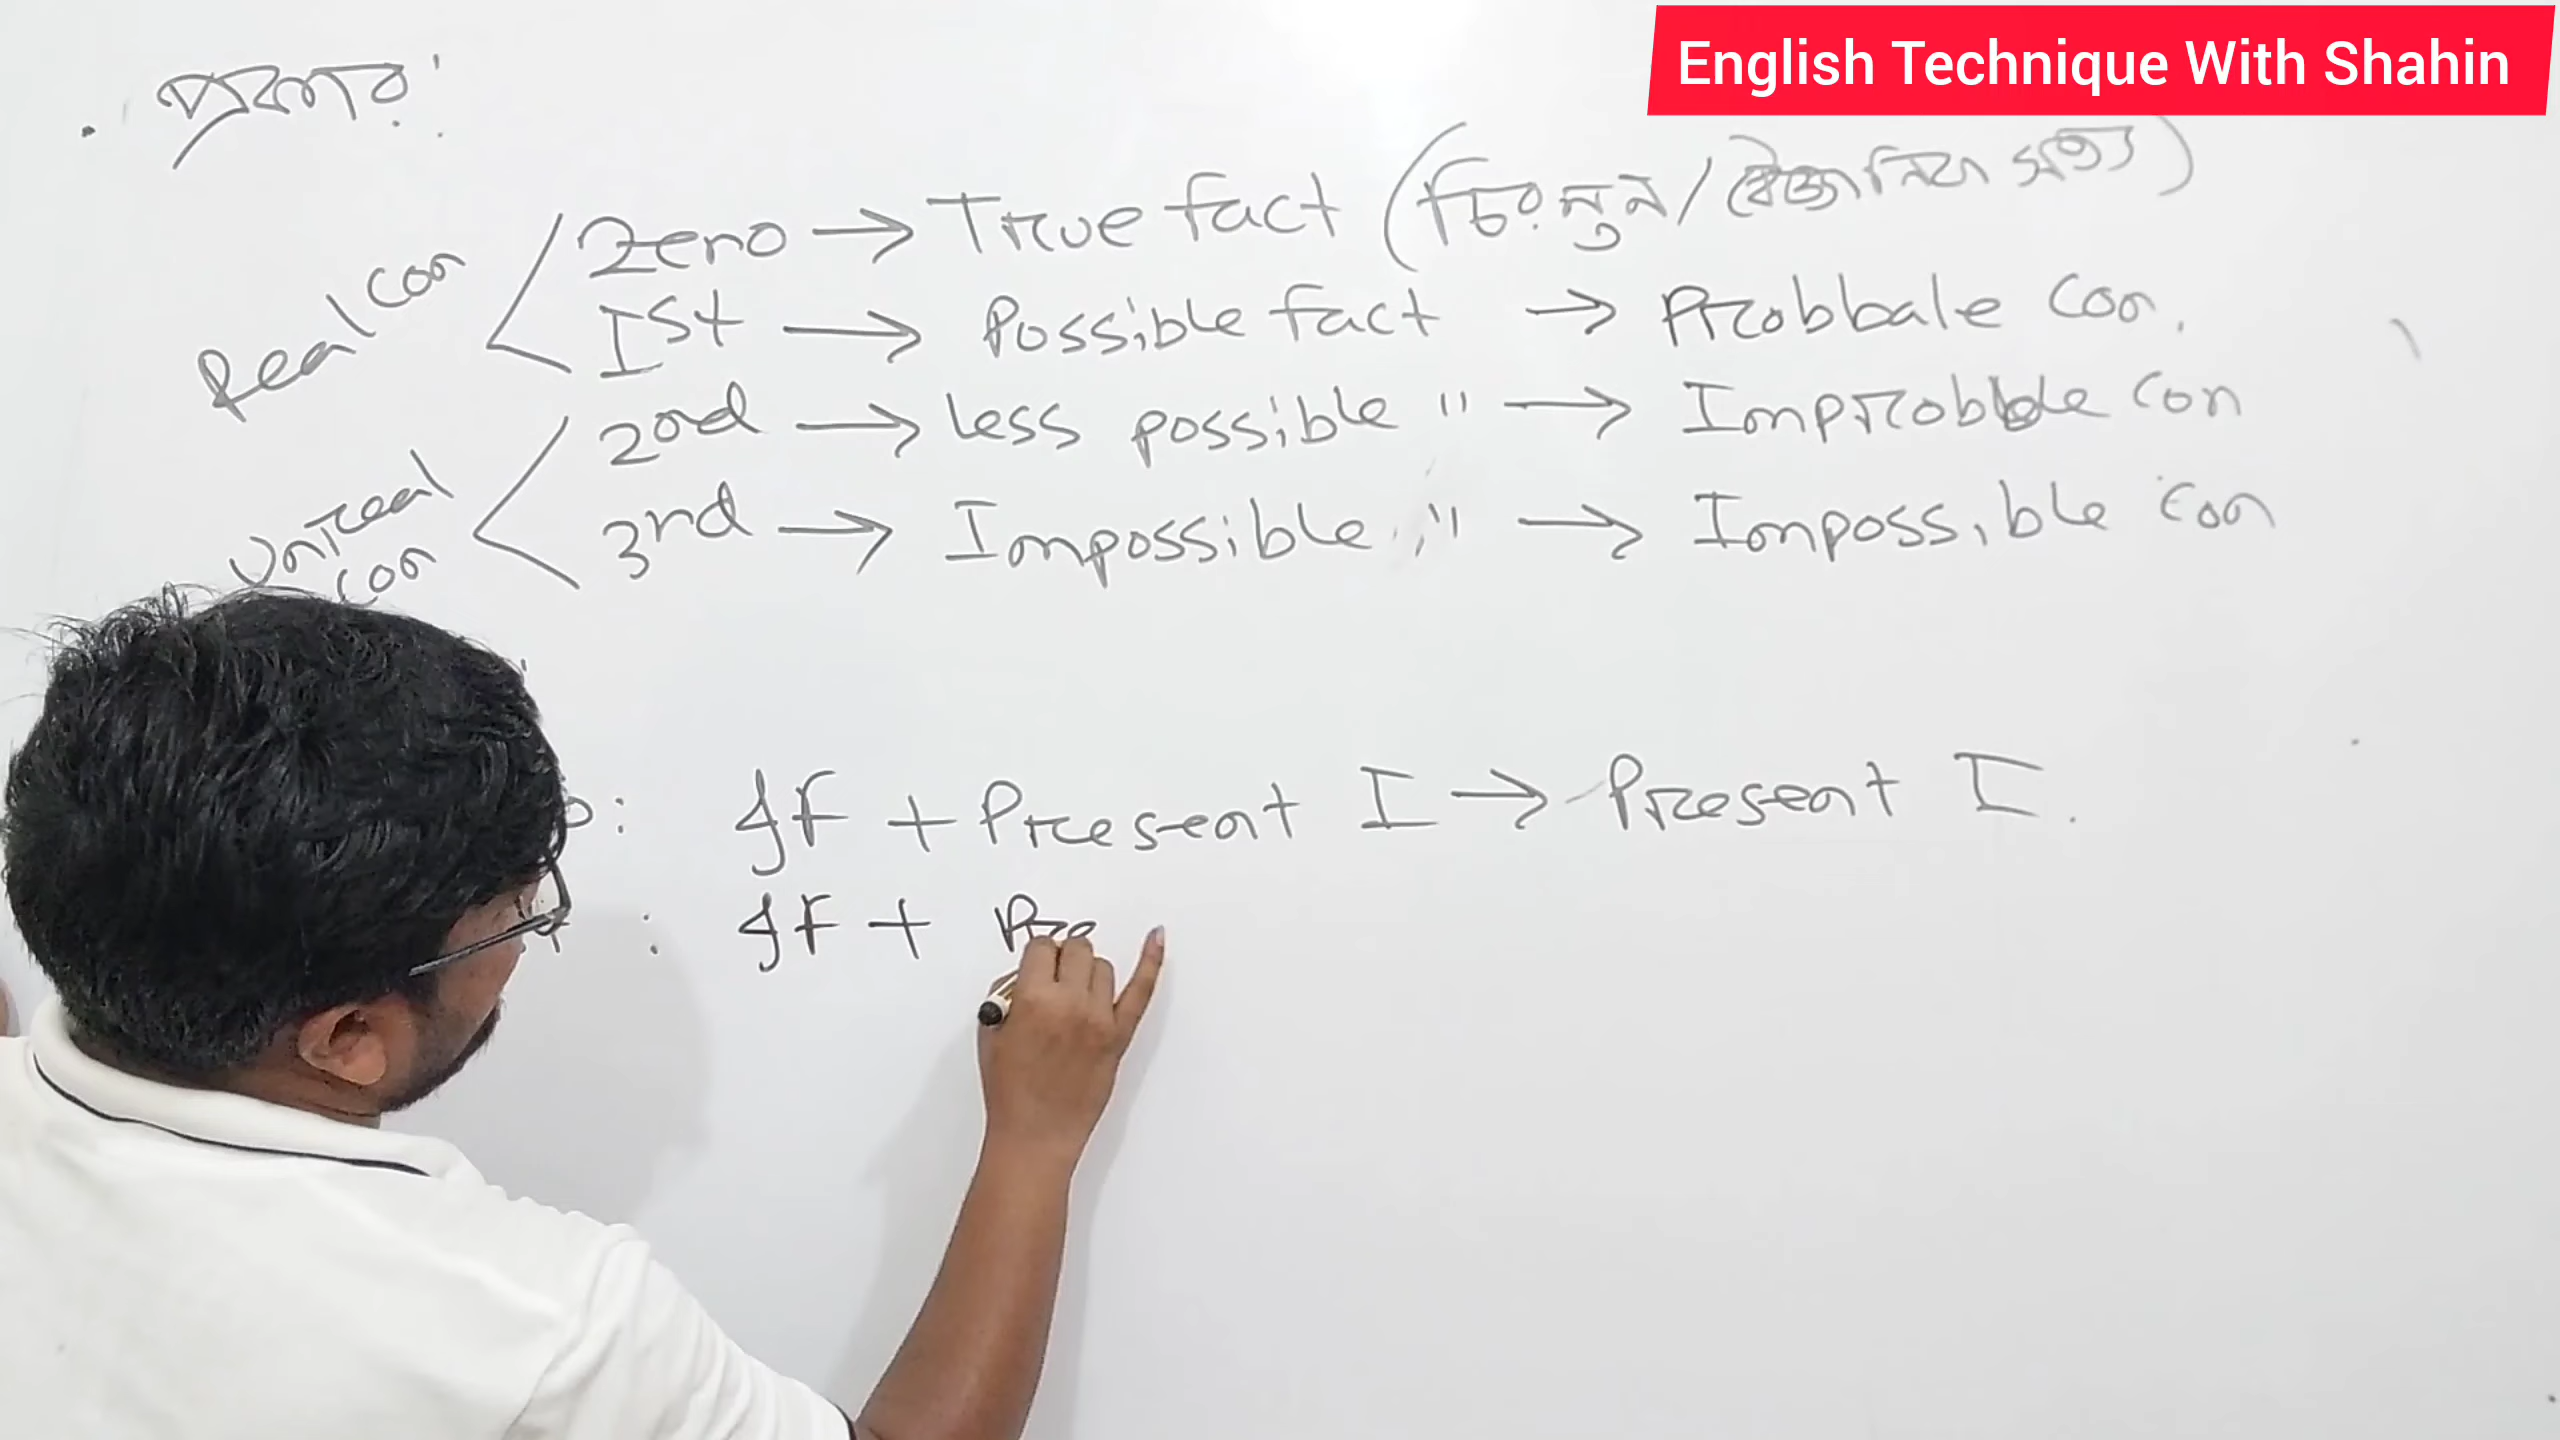 English Technique With Shahin
প্রকার:
Real Con
Zero → True fact (চিরন্তন/বৈজ্ঞানিক সত্য)
1st → Possible fact → Probbale Con.
Unreal Con
2nd → Less possible " → Improbble Con
3rd → Impossible " → Impossible Con
If + Present I → Present I.
: If + Pre